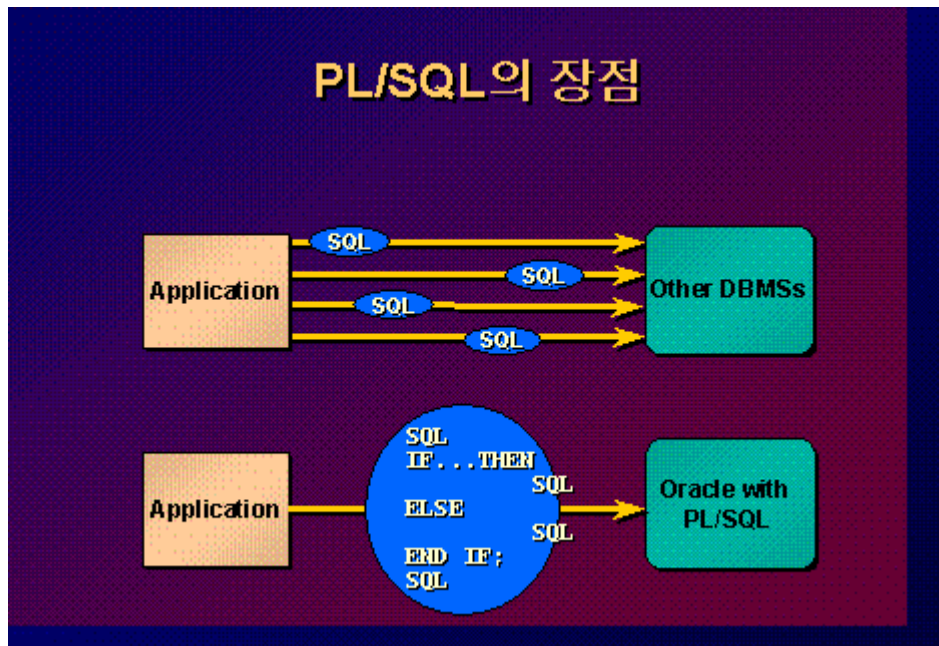 PL/SQL의 장점
Application
SQL
SQL
SQL
SQL
Other DBMSs
Application
SQL
IF...THEN
SQL
ELSE
SQL
END IF;
SQL
Oracle with
PL/SQL